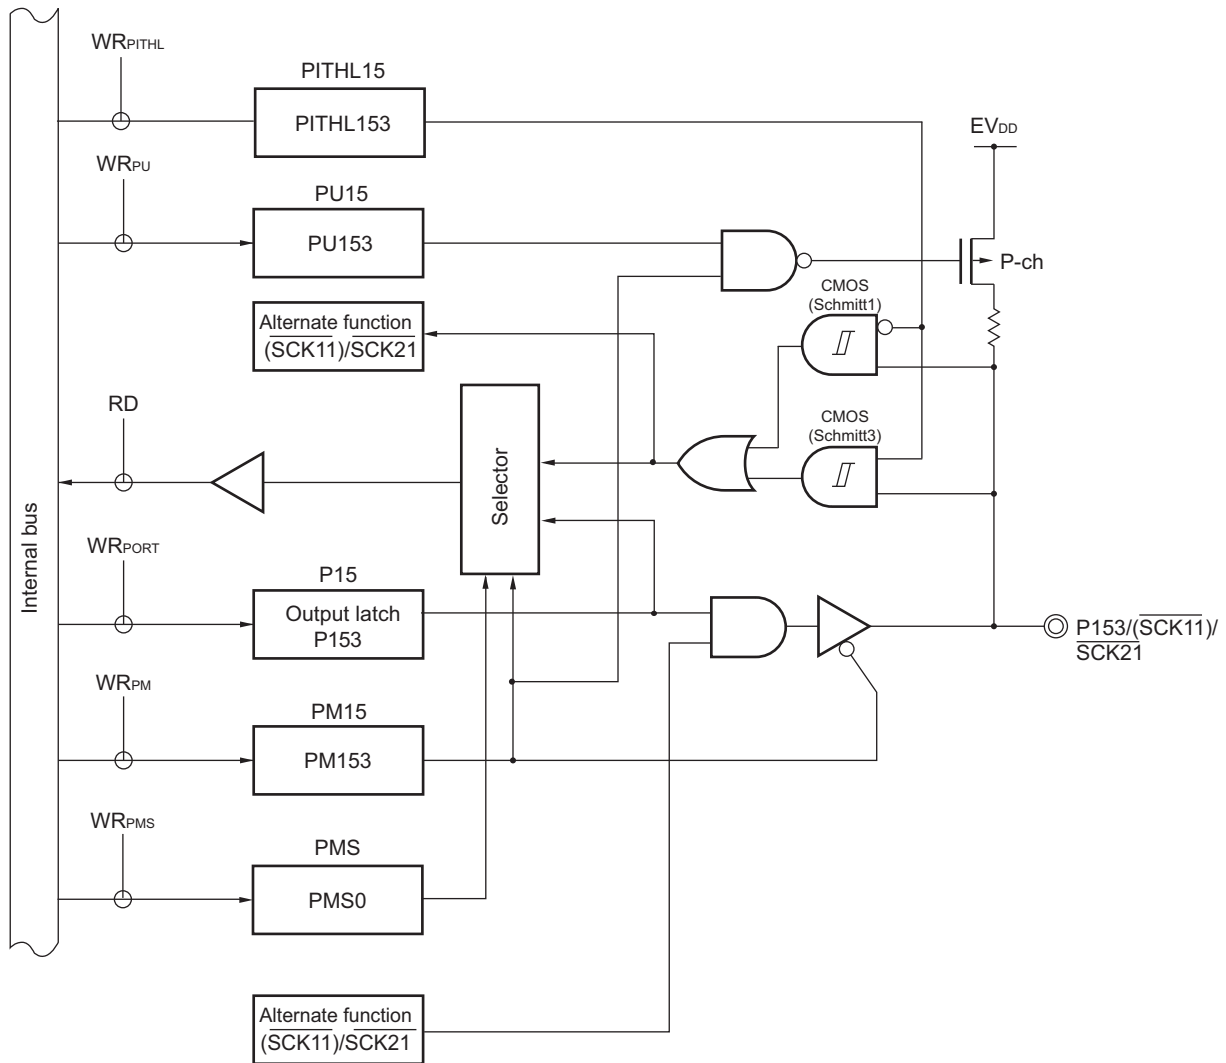 WRPITHL
PITHL15
PITHL153
EVDD
WRPU
PU15
PU153
P-ch
CMOS
(Schmitt1)
Alternate function
(SCK11)/SCK21
RD
CMOS
(Schmitt3)
Selector
Internal bus
WRPORT
P15
Output latch
P153
P153/(SCK11)/
SCK21
WRPM
PM15
PM153
WRPMS
PMS
PMS0
Alternate function
(SCK11)/SCK21